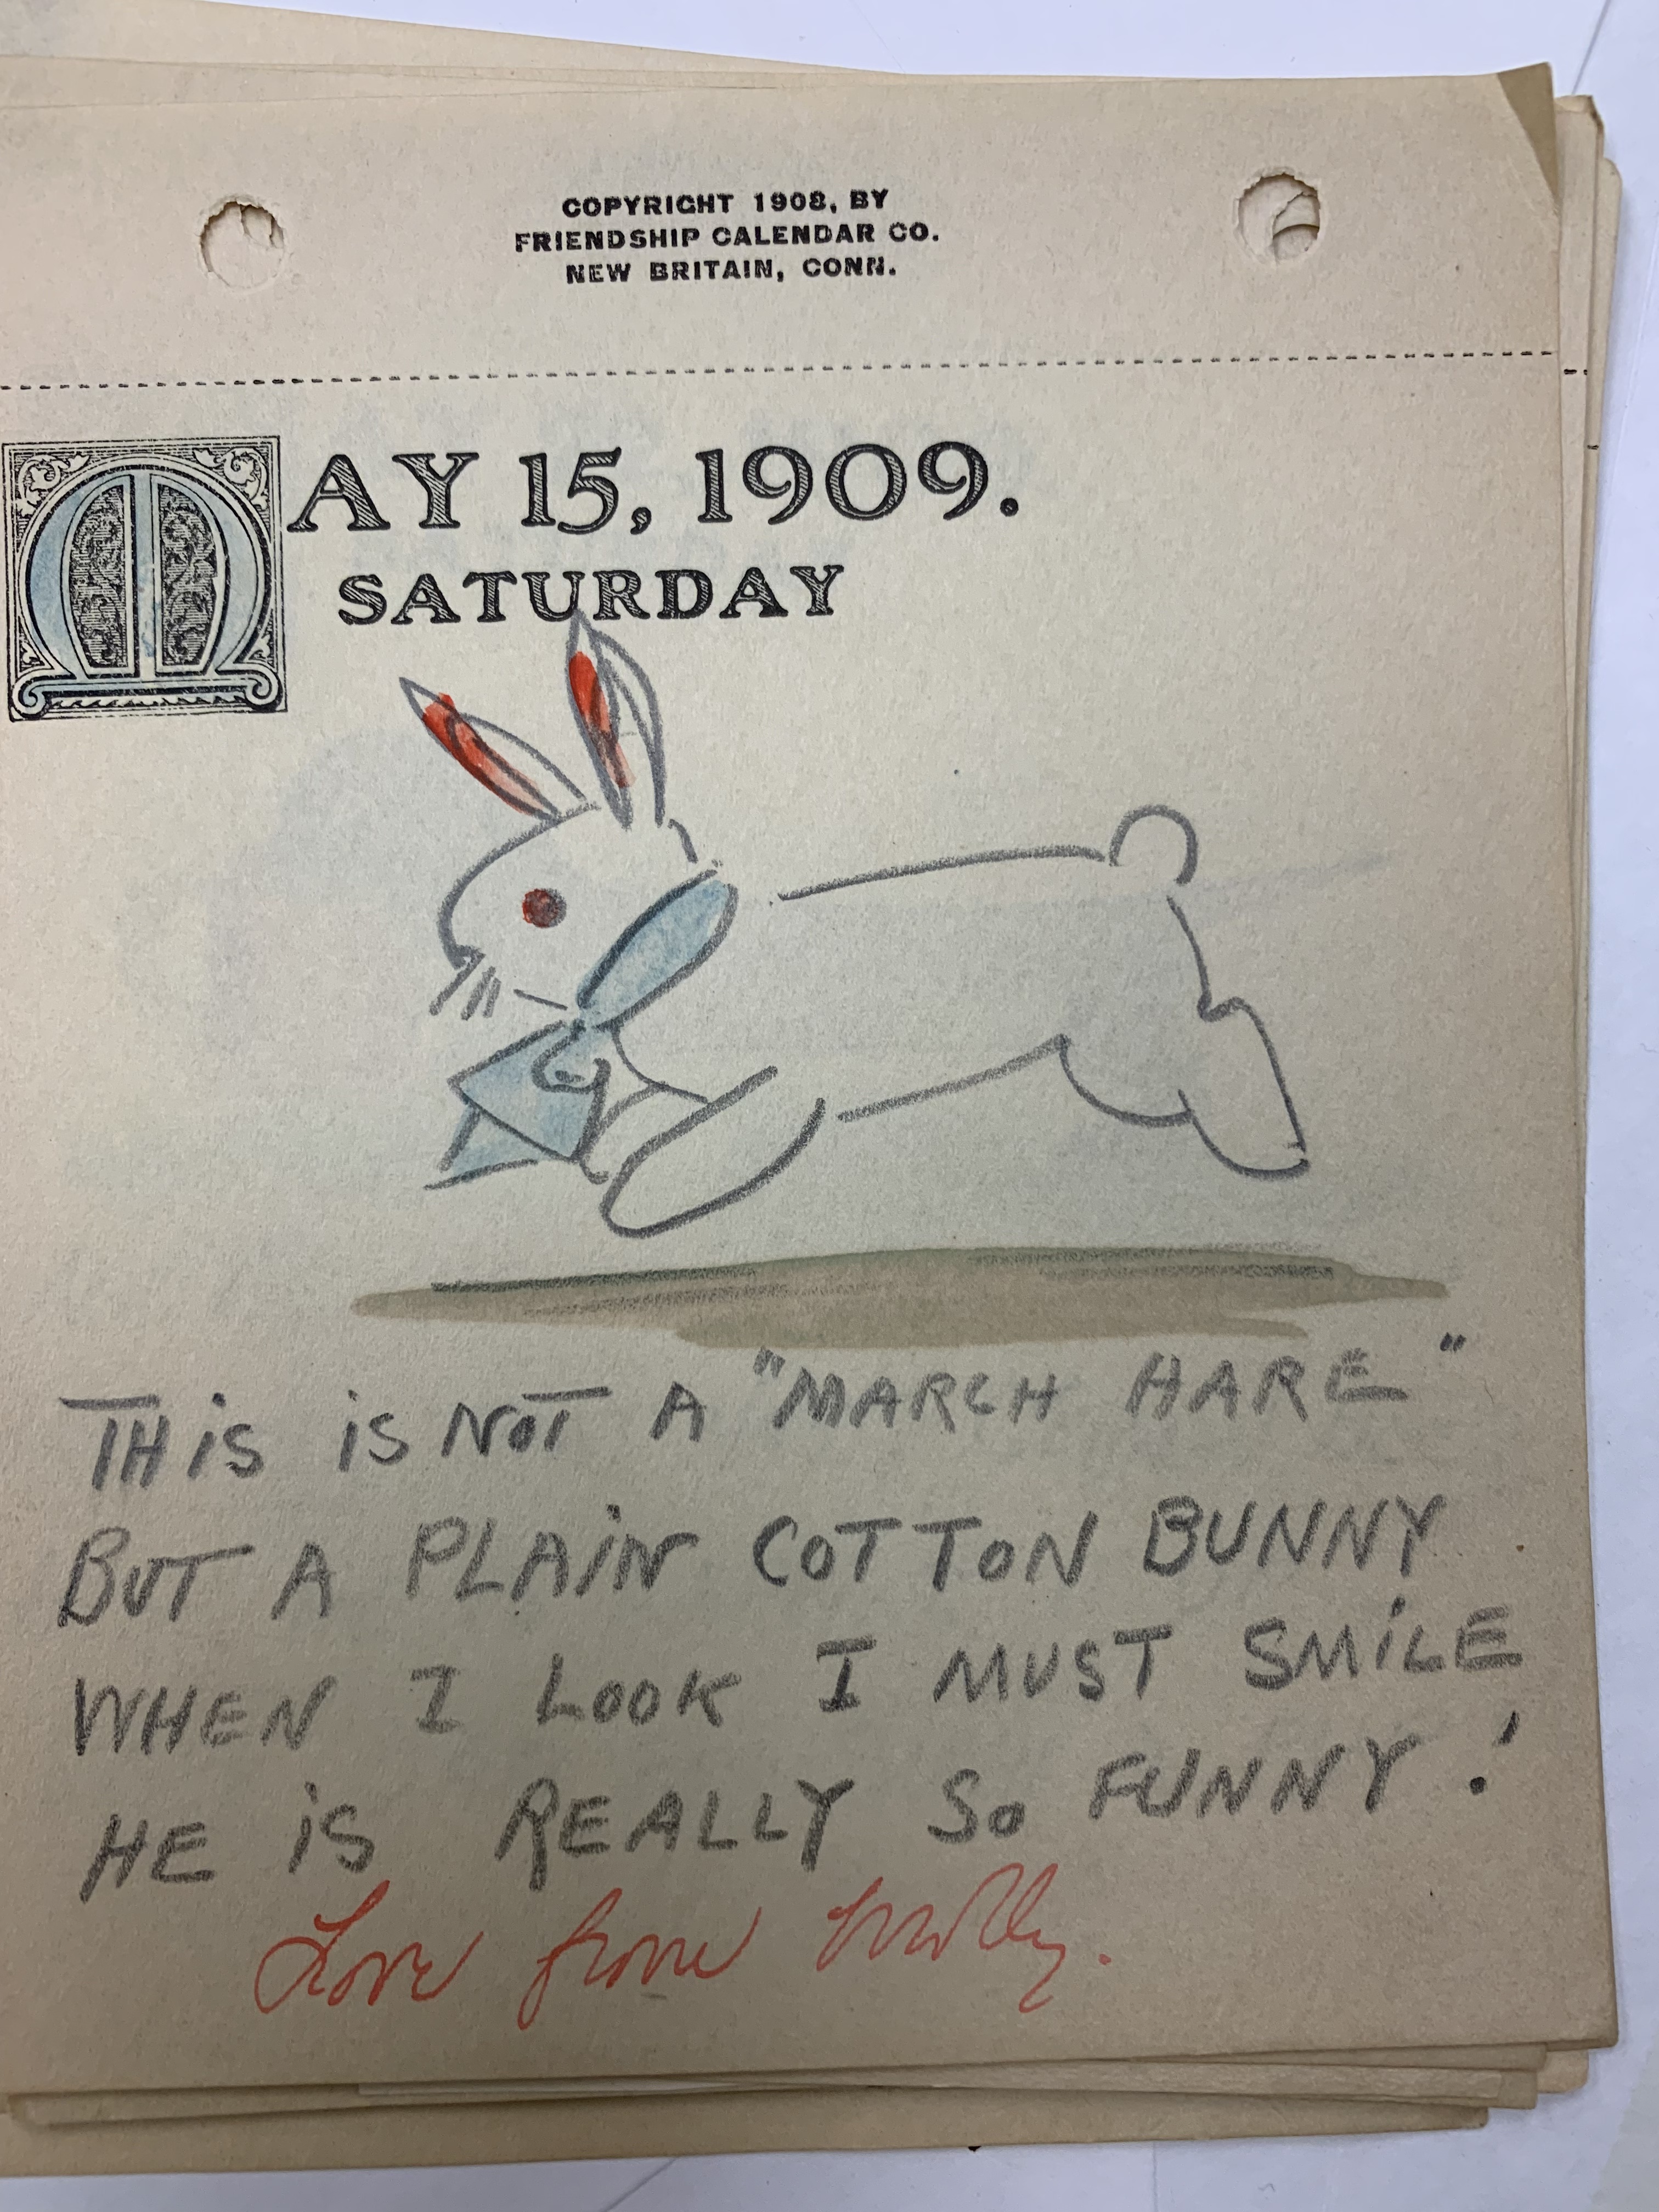 COPYRIGHT 1908, BY
FRIENDSHIP CALENDAR CO.
NEW BRITAIN, CONN.
MAY 15, 1909.
SATURDAY
THiS iS NOT A "MARCH HARE"
BUT A PLAiN COTTON BUNNY
WHEN I LOOK I MUST SMiLE
HE iS REALLY So FUNNY!
Love from Molly.